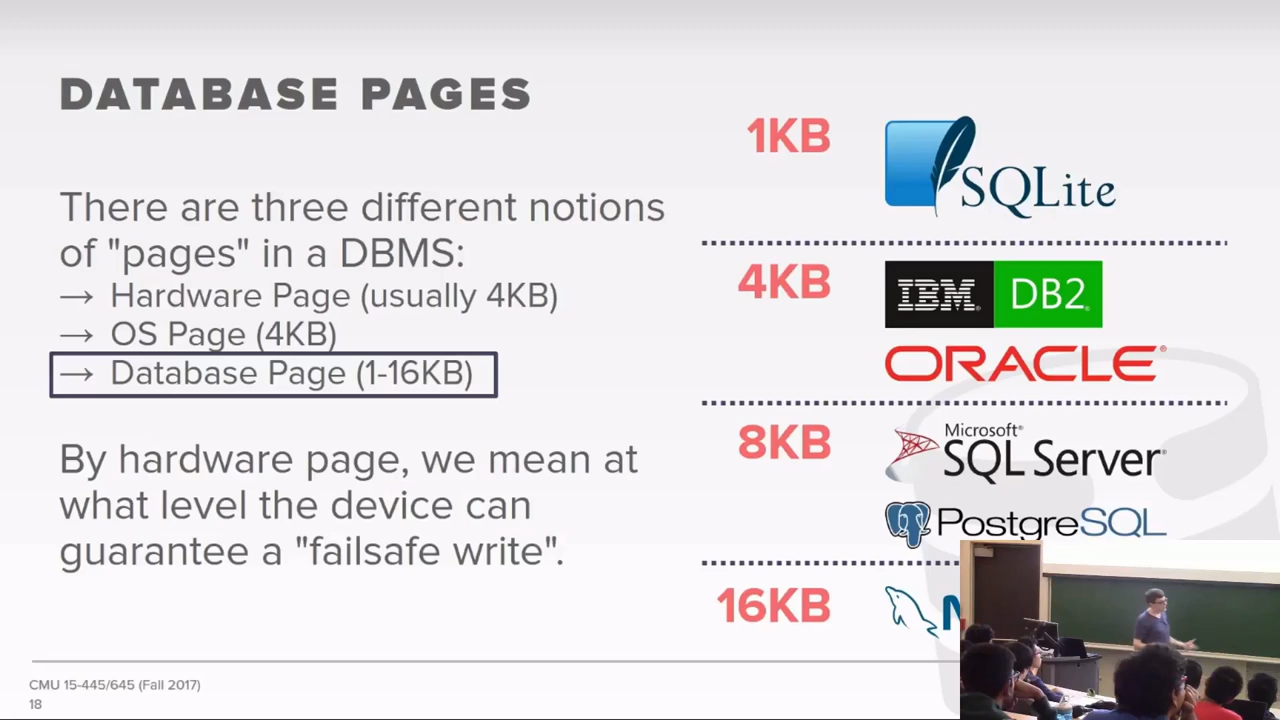 DATABASE PAGES
There are three different notions
of "pages" in a DBMS:
→ Hardware Page (usually 4KB)
→ OS Page (4KB)
→ Database Page (1-16KB)
By hardware page, we mean at
what level the device can
guarantee a "failsafe write".
1KB
SQLite
4KB
IBM® DB2®
ORACLE®
8KB
Microsoft®
SQL Server®
PostgreSQL
16KB
CMU 15-445/645 (Fall 2017)
18